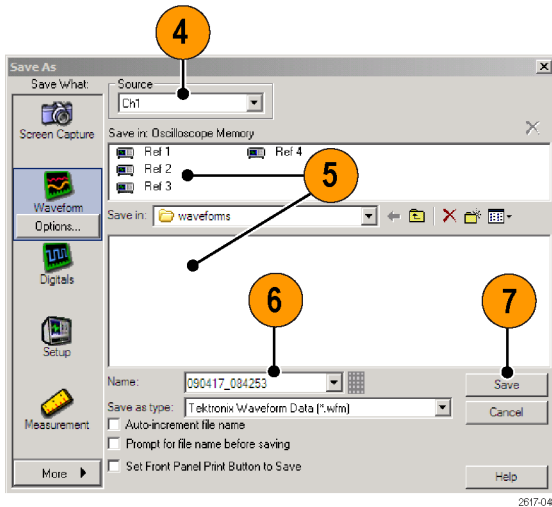 4
Save As
Save What:
Source
Ch1
Screen Capture
Save in: Oscilloscope Memory
Ref 1
Ref 4
Ref 2
Ref 3
5
Waveform
Options...
Save in:
waveforms
Digitals
6
7
Setup
Name:
090417_084253
Save
Save as type:
Tektronix Waveform Data (*.wfm)
Cancel
Measurement
Auto-increment file name
Prompt for file name before saving
Set Front Panel Print Button to Save
More
Help
2617-04